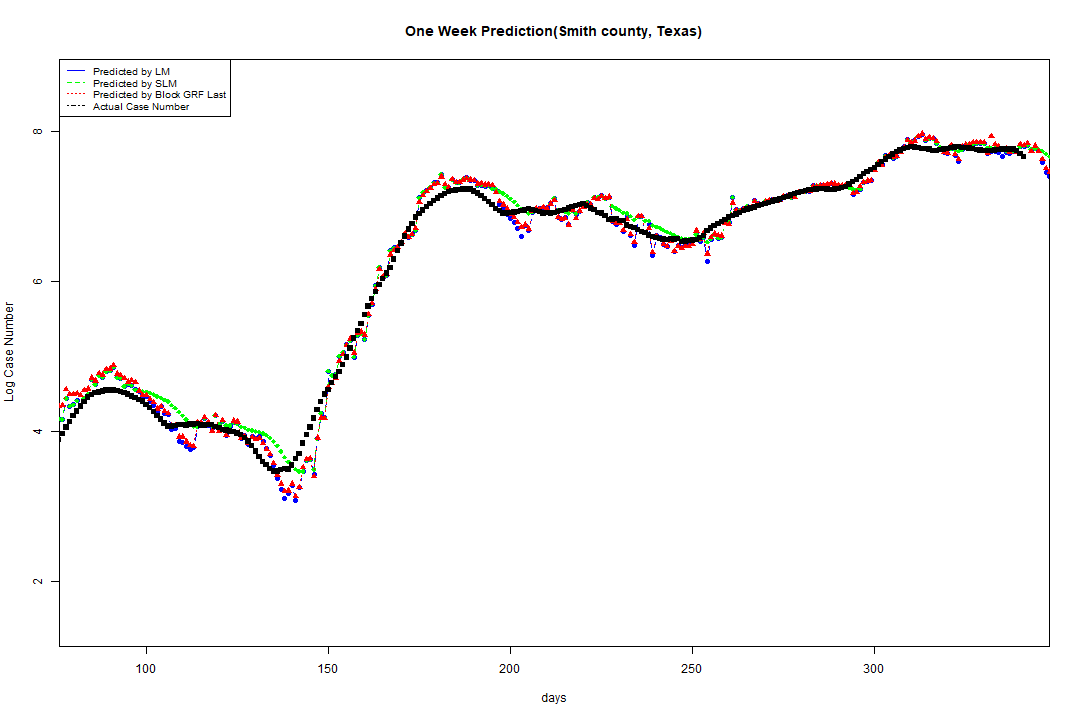 One Week Prediction(Smith county, Texas)
Predicted by LM
Predicted by SLM
Predicted by Block GRF Last
Actual Case Number
8
6
4
2
Log Case Number
100 150 200 250 300
days